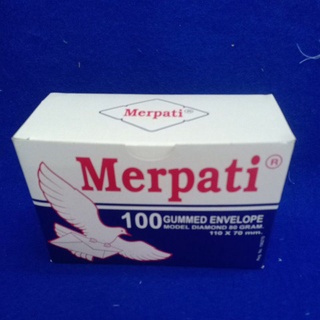 Merpati®
Merpati®
100 GUMMED ENVELOPE
MODEL DIAMOND 80 GRAM.
110 X 70 mm.